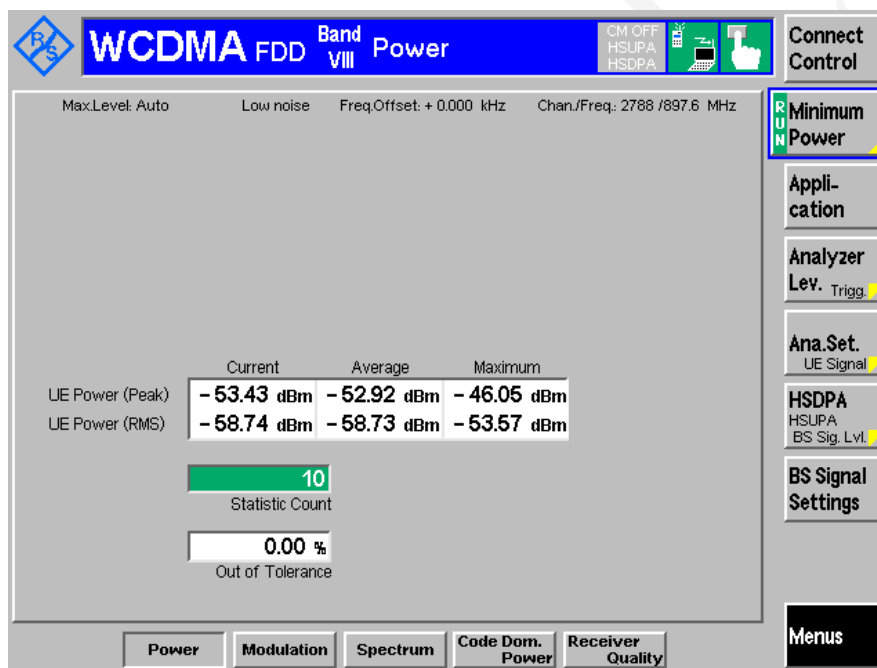 R&S
WCDMA FDD Band VIII Power
CM OFF
HSUPA
HSDPA
Connect Control
Max.Level: Auto Low noise Freq.Offset: + 0.000 kHz Chan./Freq.: 2788 /897.6 MHz
RUN
Minimum Power
Appli-
cation
Analyzer
Lev. Trigg.
Ana.Set.
UE Signal
Current Average Maximum
UE Power (Peak) - 53.43 dBm - 52.92 dBm - 46.05 dBm
UE Power (RMS) - 58.74 dBm - 58.73 dBm - 53.57 dBm
HSDPA
HSUPA
BS Sig. Lvl.
10
Statistic Count
BS Signal
Settings
0.00 %
Out of Tolerance
Power Modulation Spectrum Code Dom. Power Receiver Quality
Menus